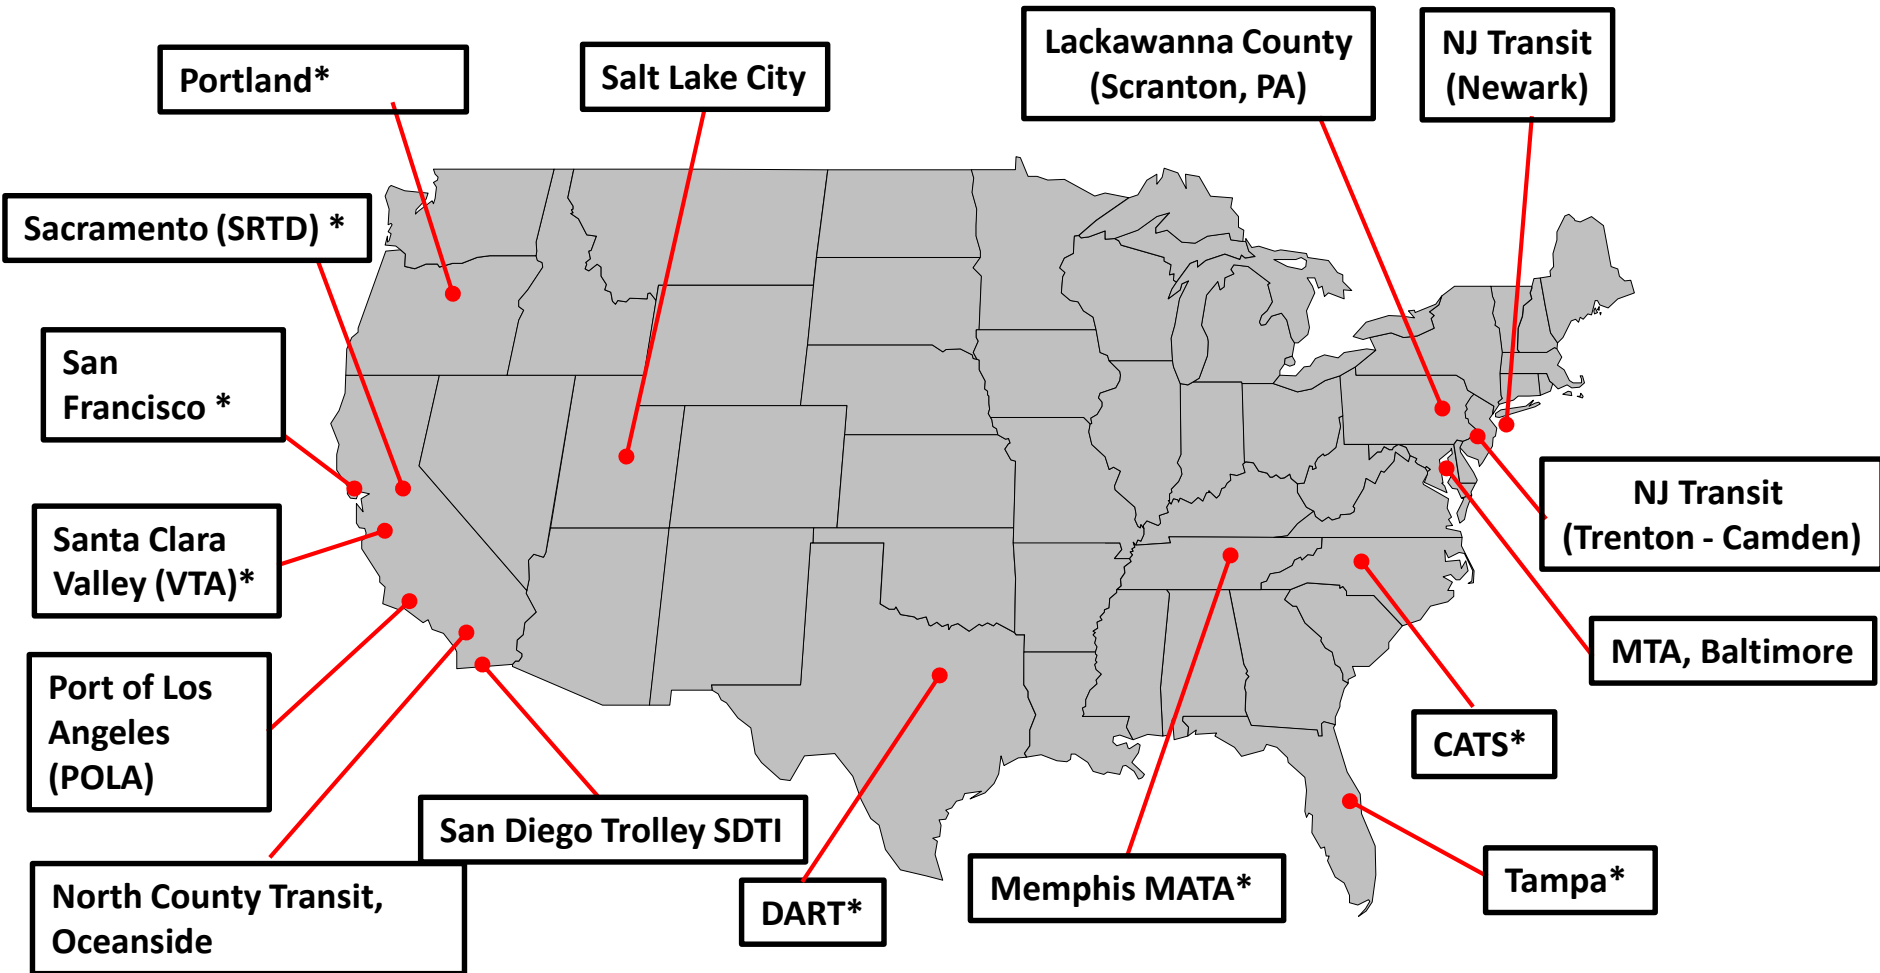 Lackawanna County
(Scranton, PA)
NJ Transit
(Newark)
Portland*
Salt Lake City
Sacramento (SRTD) *
San
Francisco *
Santa Clara
Valley (VTA)*
NJ Transit
(Trenton - Camden)
MTA, Baltimore
Port of Los
Angeles
(POLA)
CATS*
San Diego Trolley SDTI
North County Transit,
Oceanside
DART*
Memphis MATA*
Tampa*